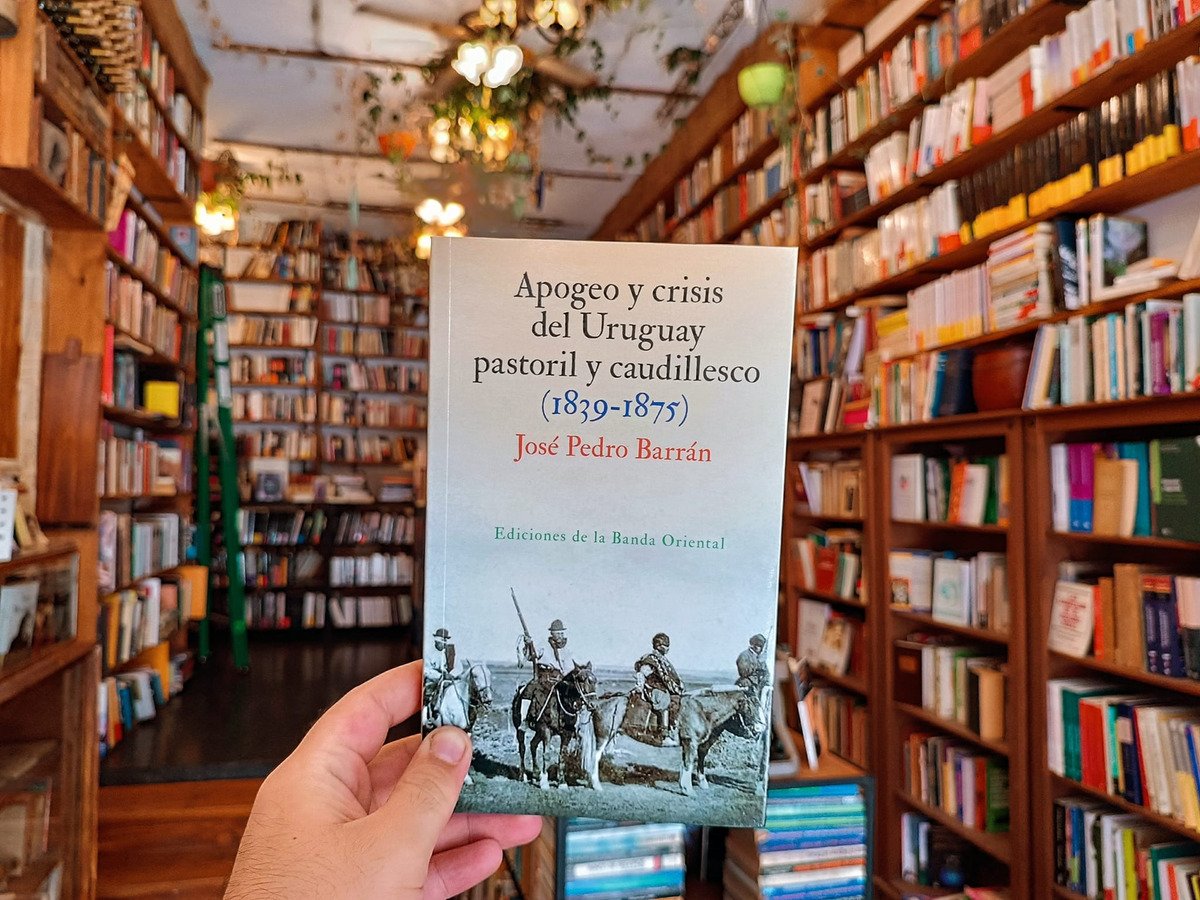 Apogeo y crisis
del Uruguay
pastoril y caudillesco
(1839-1875)
José Pedro Barrán
Ediciones de la Banda Oriental